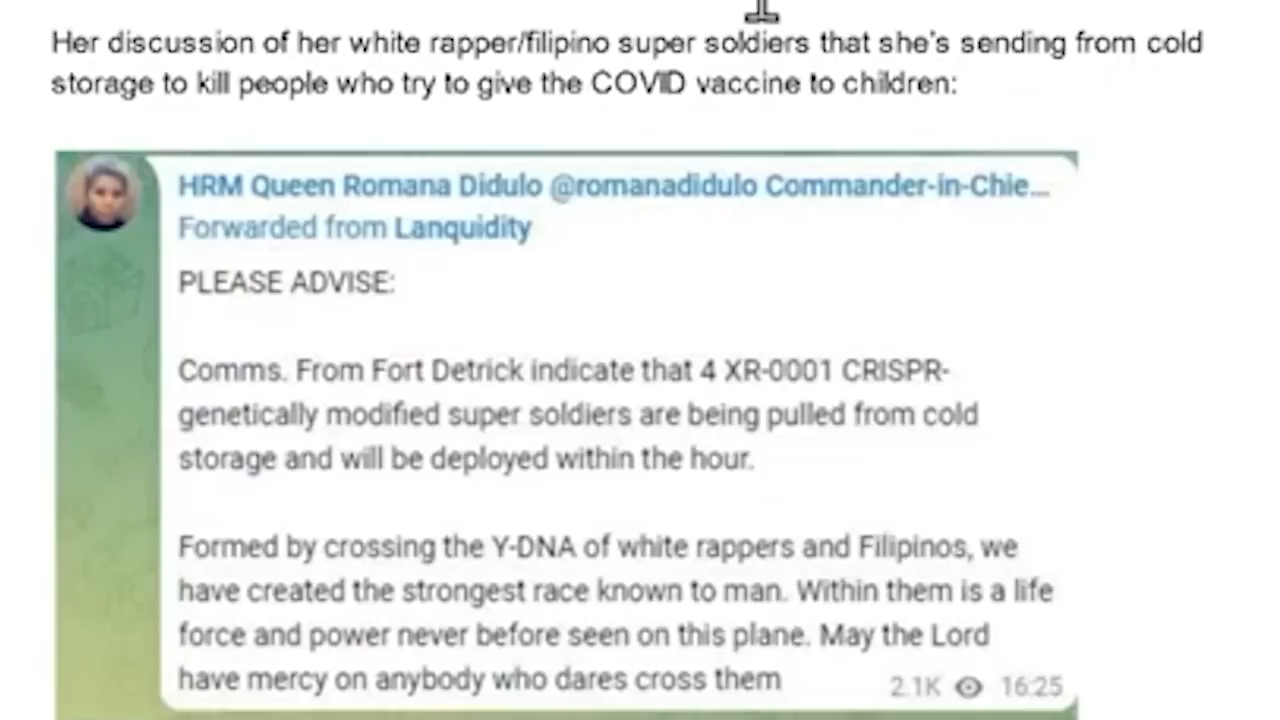 Her discussion of her white rapper/filipino super soldiers that she's sending from cold
storage to kill people who try to give the COVID vaccine to children:
HRM Queen Romana Didulo @romanadidulo Commander-in-Chie...
Forwarded from Lanquidity
PLEASE ADVISE:
Comms. From Fort Detrick indicate that 4 XR-0001 CRISPR-
genetically modified super soldiers are being pulled from cold
storage and will be deployed within the hour.
Formed by crossing the Y-DNA of white rappers and Filipinos, we
have created the strongest race known to man. Within them is a life
force and power never before seen on this plane. May the Lord
have mercy on anybody who dares cross them
2.1K 16:25